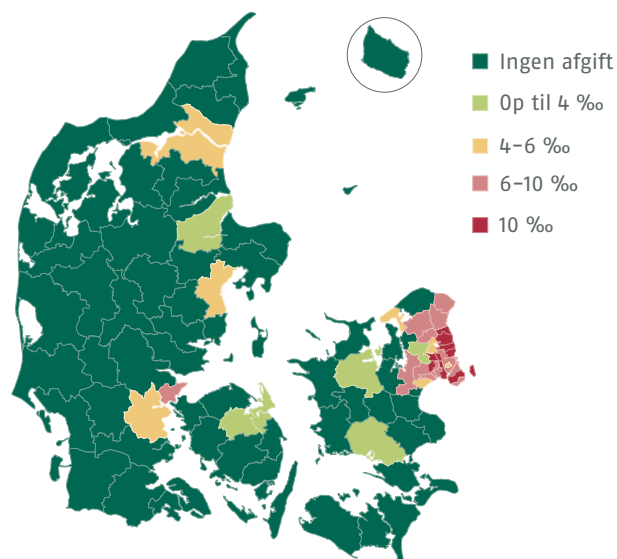 Ingen afgift
Op til 4 ‰
4–6 ‰
6–10 ‰
10 ‰